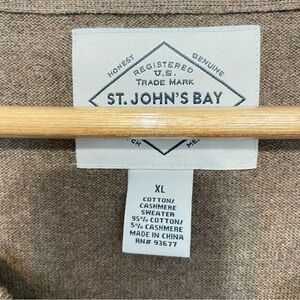 HONEST
GENUINE
REGISTERED
U.S.
TRADE MARK
ST. JOHN'S BAY
XL
COTTON/
CASHMERE
SWEATER
95% COTTON/
5% CASHMERE
MADE IN CHINA
RN# 93677